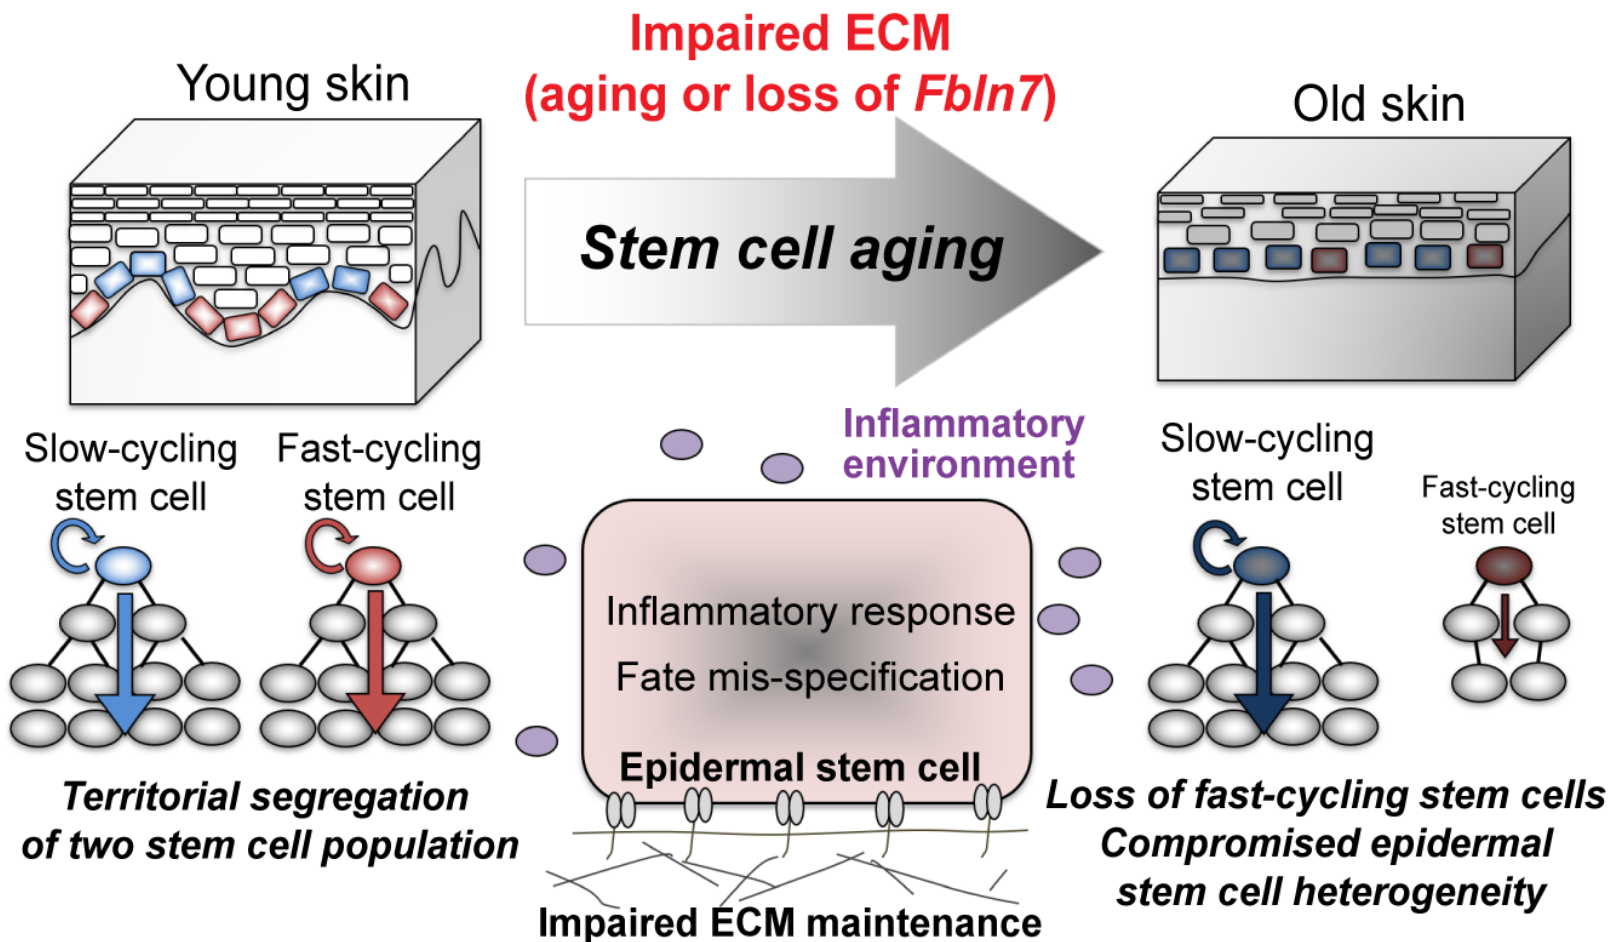 Impaired ECM
(aging or loss of Fbln7)
Young skin
Old skin
Stem cell aging
Slow-cycling
stem cell
Fast-cycling
stem cell
Inflammatory
environment
Inflammatory response
Fate mis-specification
Epidermal stem cell
Impaired ECM maintenance
Slow-cycling
stem cell
Fast-cycling
stem cell
Territorial segregation
of two stem cell population
Loss of fast-cycling stem cells
Compromised epidermal
stem cell heterogeneity